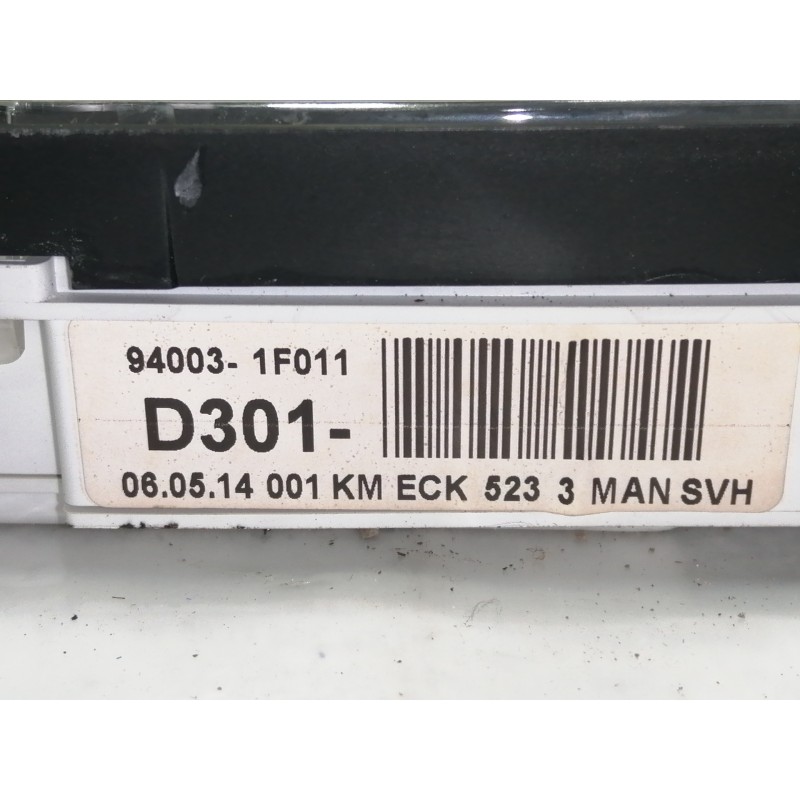 94003- 1F011
D301-
06.05.14 001 KM ECK 523 3 MAN SVH